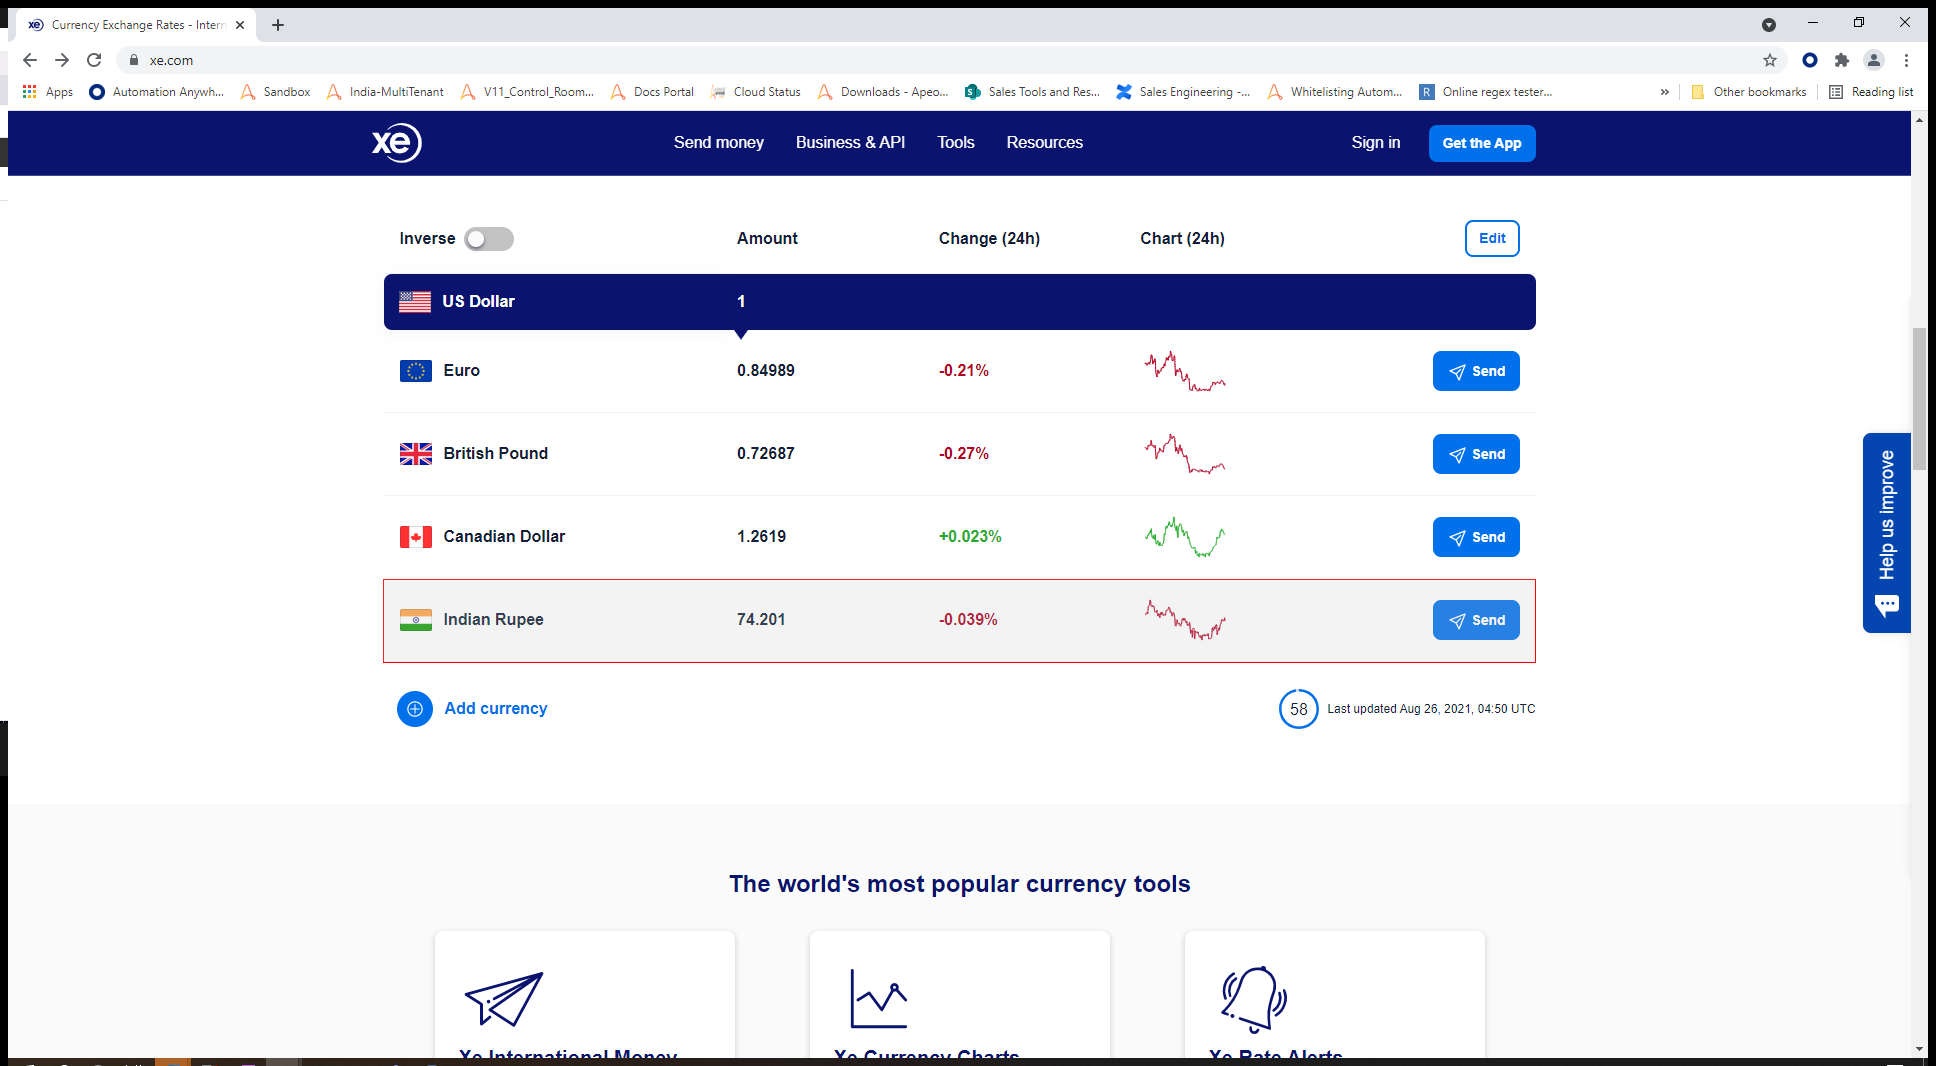 xe Currency Exchange Rates - Intern
xe.com
Apps Automation Anywh... Sandbox India-MultiTenant V11_Control_Room... Docs Portal Cloud Status Downloads - Apeo... Sales Tools and Res... Sales Engineering -... Whitelisting Autom... R Online regex tester... » Other bookmarks Reading list
xe Send money Business & API Tools Resources Sign in Get the App
Inverse Amount Change (24h) Chart (24h) Edit
US Dollar 1
Euro 0.84989 -0.21% Send
British Pound 0.72687 -0.27% Send
Canadian Dollar 1.2619 +0.023% Send
Indian Rupee 74.201 -0.039% Send
Help us improve
Add currency 58 Last updated Aug 26, 2021, 04:50 UTC
The world's most popular currency tools
Xe International Money Xe Currency Charts Xe Rate Alerts